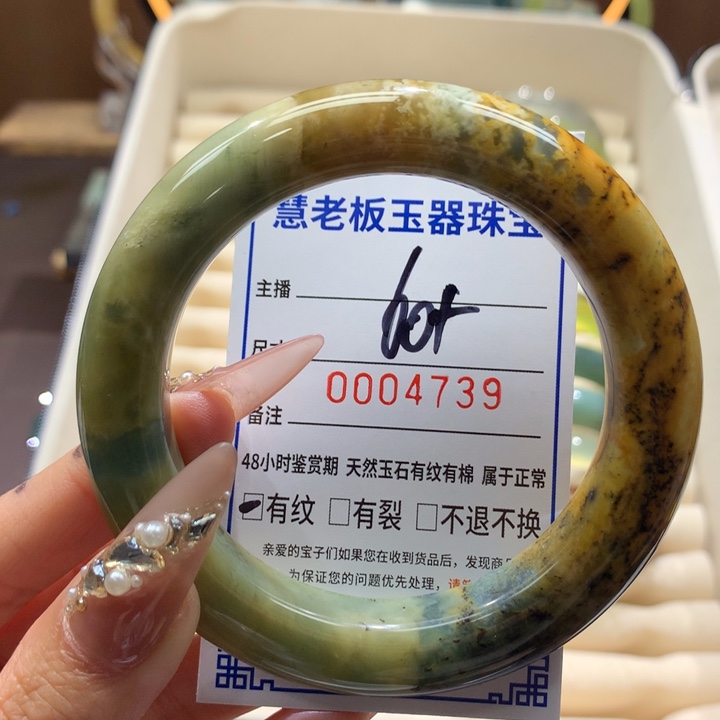 慧老板玉器珠宝
主播
60+
尺寸
0004739
备注
48小时鉴赏期 天然玉石有纹有棉 属于正常
有纹 有裂 不退不换
亲爱的宝子们如果您在收到货品后，发现商
为保证您的问题优先处理，请